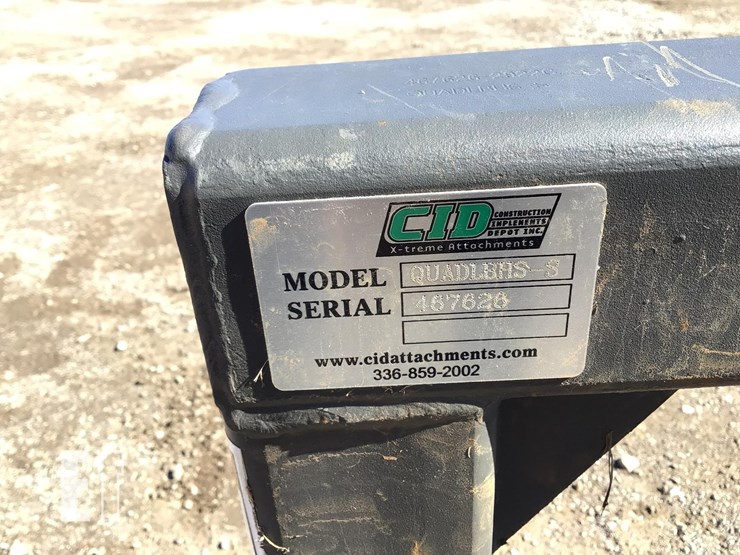 CID CONSTRUCTION
IMPLEMENTS
DEPOT INC.
X-treme Attachments
MODEL QUADLBHS-S
SERIAL 467626
www.cidattachments.com
336-859-2002